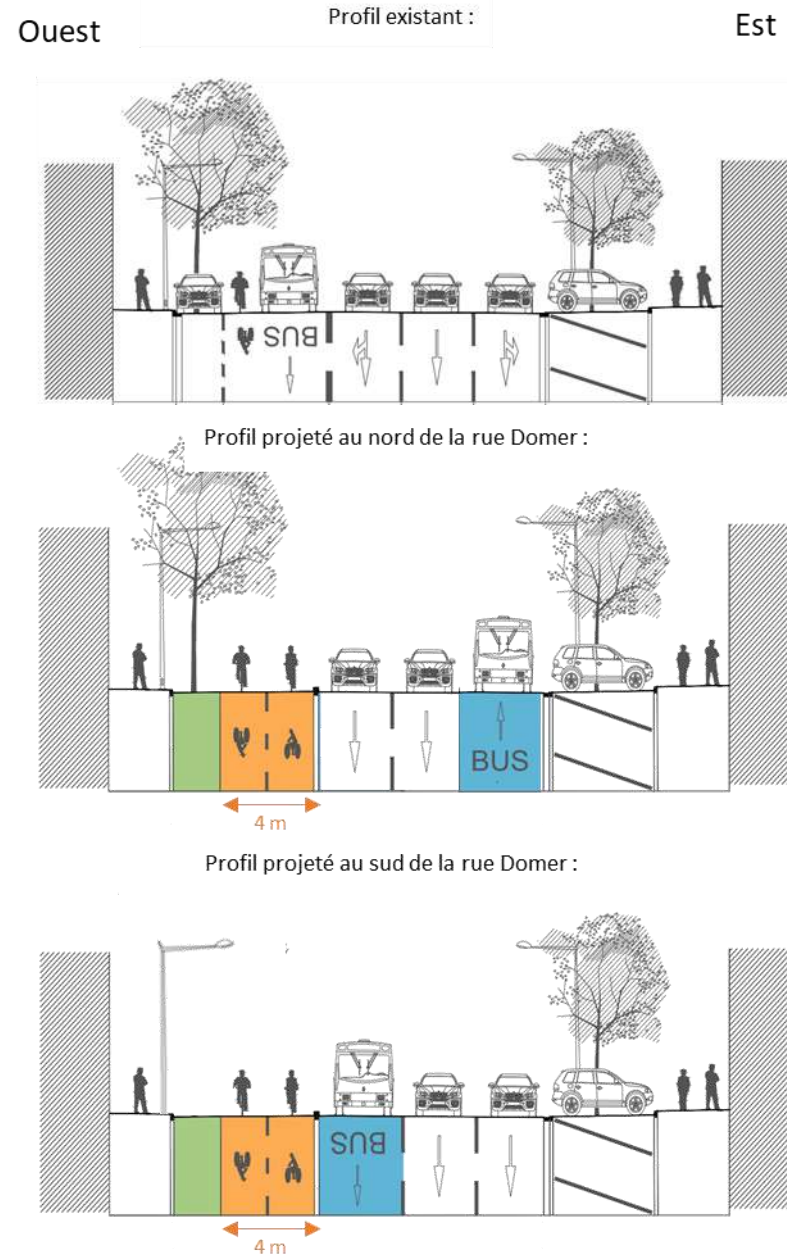 Ouest
Profil existant :
Est
BUS
Profil projeté au nord de la rue Domer :
BUS
4 m
Profil projeté au sud de la rue Domer :
BUS
4 m